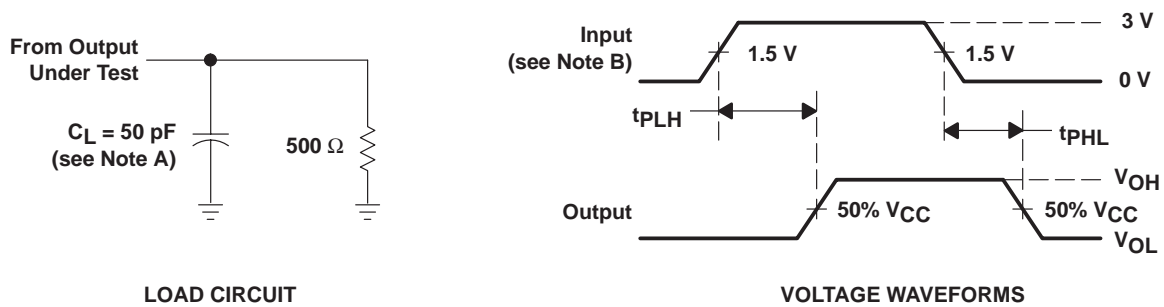 From Output
Under Test
CL = 50 pF
(see Note A)
500 Ω
LOAD CIRCUIT
Input
(see Note B)
1.5 V
1.5 V
3 V
0 V
tPLH
tPHL
Output
50% VCC
50% VCC
VOH
VOL
VOLTAGE WAVEFORMS